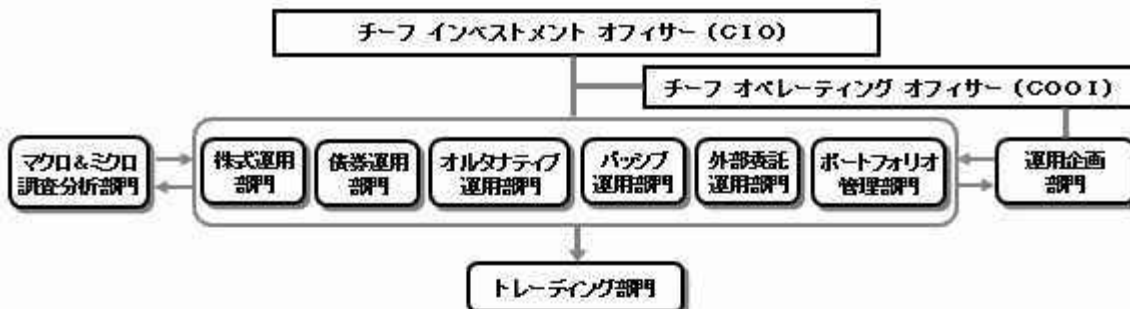 チーフ インベストメント オフィサー (CIO)
チーフ オペレーティング オフィサー (COOI)
マクロ&ミクロ
調査分析部門
株式運用
部門
債券運用
部門
オルタナティブ
運用部門
パッシブ
運用部門
外部委託
運用部門
ポートフォリオ
管理部門
運用企画
部門
トレーディング部門